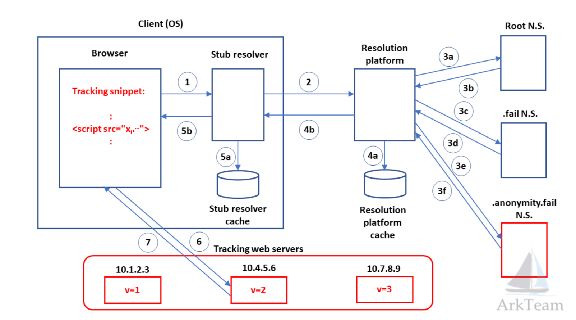 Client (OS)
Root N.S.
Browser
Stub resolver
Resolution
platform
3a
Tracking snippet:
:
<script src="x,..">
:
1
2
3b
3c
5b
4b
.fail N.S.
3d
3e
5a
4a
3f
Stub resolver
cache
Resolution
platform
cache
.anonymity.fail
N.S.
7
6
Tracking web servers
10.1.2.3
10.4.5.6
10.7.8.9
v=1
v=2
v=3
ArkTeam